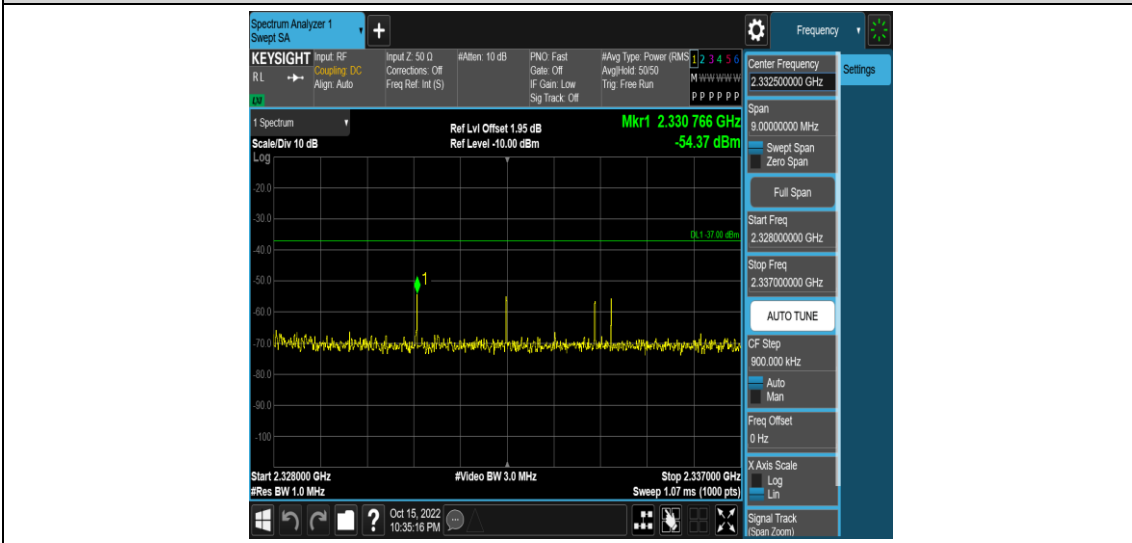 Spectrum Analyzer 1
Swept SA
+
Frequency
KEYSIGHT
RL
LXI
Input: RF
Coupling: DC
Align: Auto
Input Z: 50 Ω
Corrections: Off
Freq Ref: Int (S)
#Atten: 10 dB
PNO: Fast
Gate: Off
IF Gain: Low
Sig Track: Off
#Avg Type: Power (RMS
Avg|Hold: 50/50
Trig: Free Run
1 2 3 4 5 6
M W W W W W
P P P P P P
1 Spectrum
Scale/Div 10 dB
Log
Ref Lvl Offset 1.95 dB
Ref Level -10.00 dBm
Mkr1 2.330 766 GHz
-54.37 dBm
-20.0
-30.0
DL1 -37.00 dBm
-40.0
1
-50.0
-60.0
-70.0
-80.0
-90.0
-100
Start 2.328000 GHz
#Res BW 1.0 MHz
#Video BW 3.0 MHz
Stop 2.337000 GHz
Sweep 1.07 ms (1000 pts)
?
Oct 15, 2022
10:35:16 PM
Center Frequency
2.332500000 GHz
Settings
Span
9.00000000 MHz
Swept Span
Zero Span
Full Span
Start Freq
2.328000000 GHz
Stop Freq
2.337000000 GHz
AUTO TUNE
CF Step
900.000 kHz
Auto
Man
Freq Offset
0 Hz
X Axis Scale
Log
Lin
Signal Track
(Span Zoom)